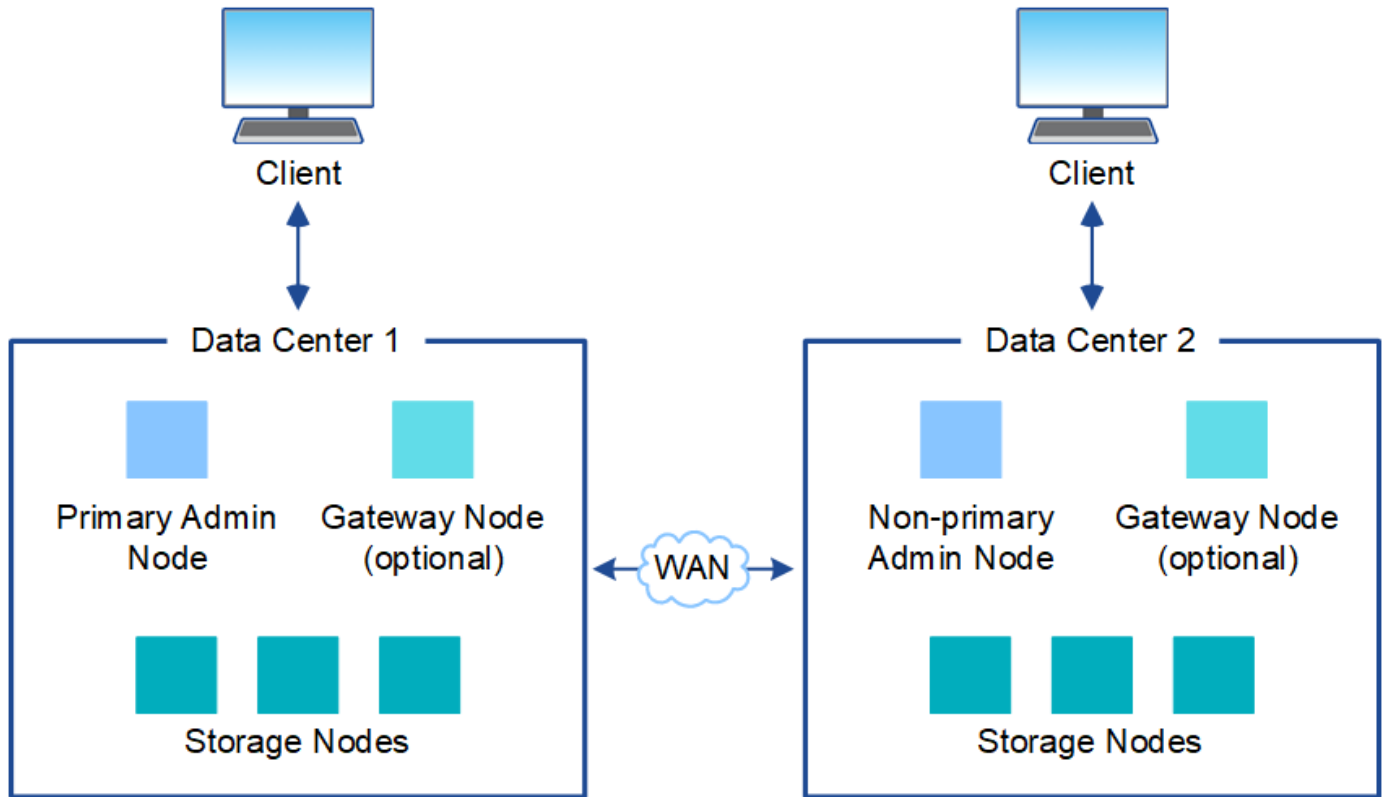 Client
Client
Data Center 1
Data Center 2
Primary Admin
Node
Gateway Node
(optional)
WAN
Non-primary
Admin Node
Gateway Node
(optional)
Storage Nodes
Storage Nodes